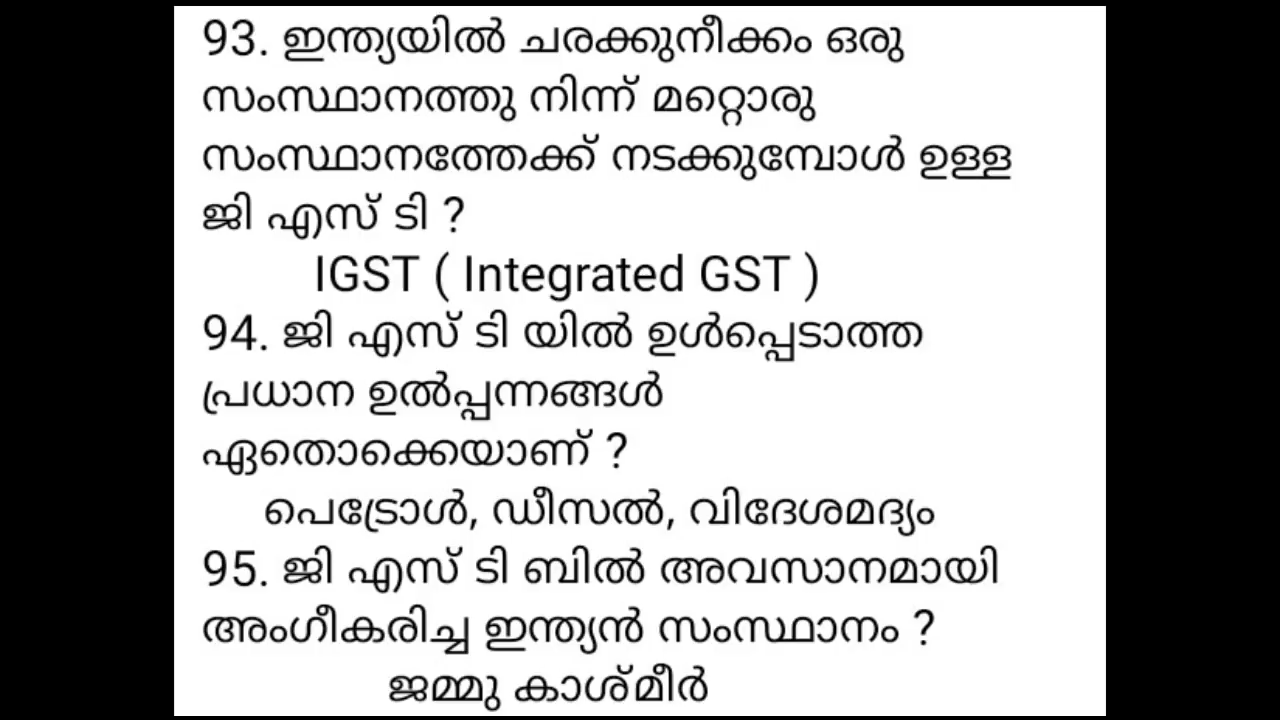 93. ഇന്ത്യയിൽ ചരക്കുനീക്കം ഒരു
സംസ്ഥാനത്തു നിന്ന് മറ്റൊരു
സംസ്ഥാനത്തേക്ക് നടക്കുമ്പോൾ ഉള്ള
ജി എസ് ടി ?
IGST ( Integrated GST )
94. ജി എസ് ടി യിൽ ഉൾപ്പെടാത്ത
പ്രധാന ഉൽപ്പന്നങ്ങൾ
ഏതൊക്കെയാണ് ?
പെട്രോൾ, ഡീസൽ, വിദേശമദ്യം
95. ജി എസ് ടി ബിൽ അവസാനമായി
അംഗീകരിച്ച ഇന്ത്യൻ സംസ്ഥാനം ?
ജമ്മു കാശ്മീർ